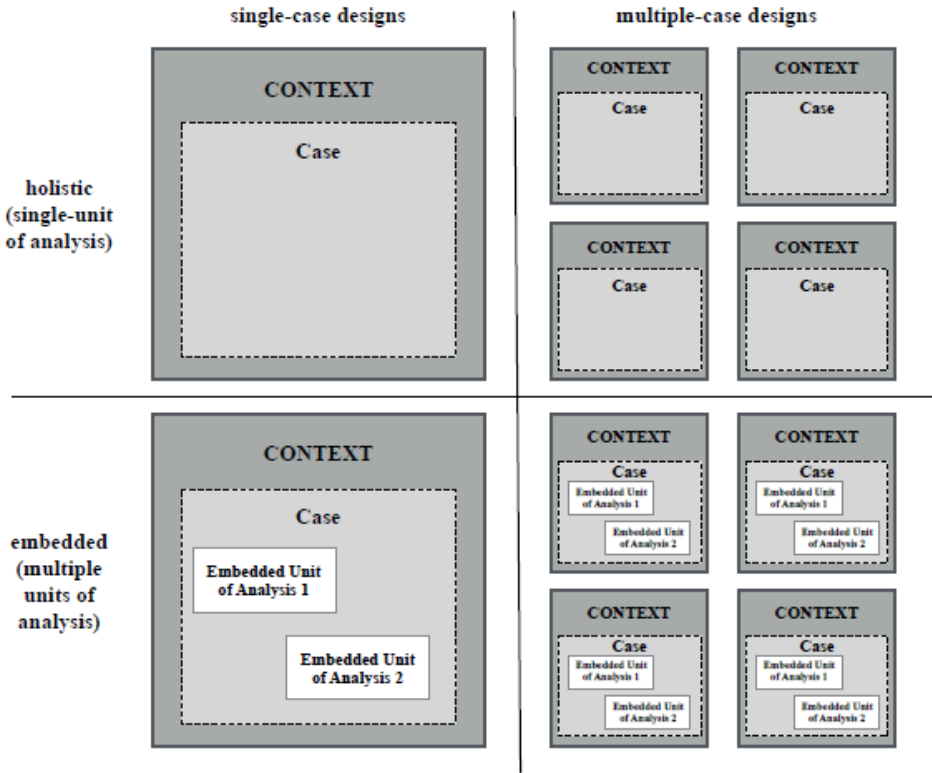 single-case designs
multiple-case designs
holistic
(single-unit
of analysis)
CONTEXT
Case
CONTEXT
Case
CONTEXT
Case
CONTEXT
Case
CONTEXT
Case
embedded
(multiple
units of
analysis)
CONTEXT
Case
Embedded Unit
of Analysis 1
Embedded Unit
of Analysis 2
CONTEXT
Case
Embedded Unit
of Analysis 1
Embedded Unit
of Analysis 2
CONTEXT
Case
Embedded Unit
of Analysis 1
Embedded Unit
of Analysis 2
CONTEXT
Case
Embedded Unit
of Analysis 1
Embedded Unit
of Analysis 2
CONTEXT
Case
Embedded Unit
of Analysis 1
Embedded Unit
of Analysis 2